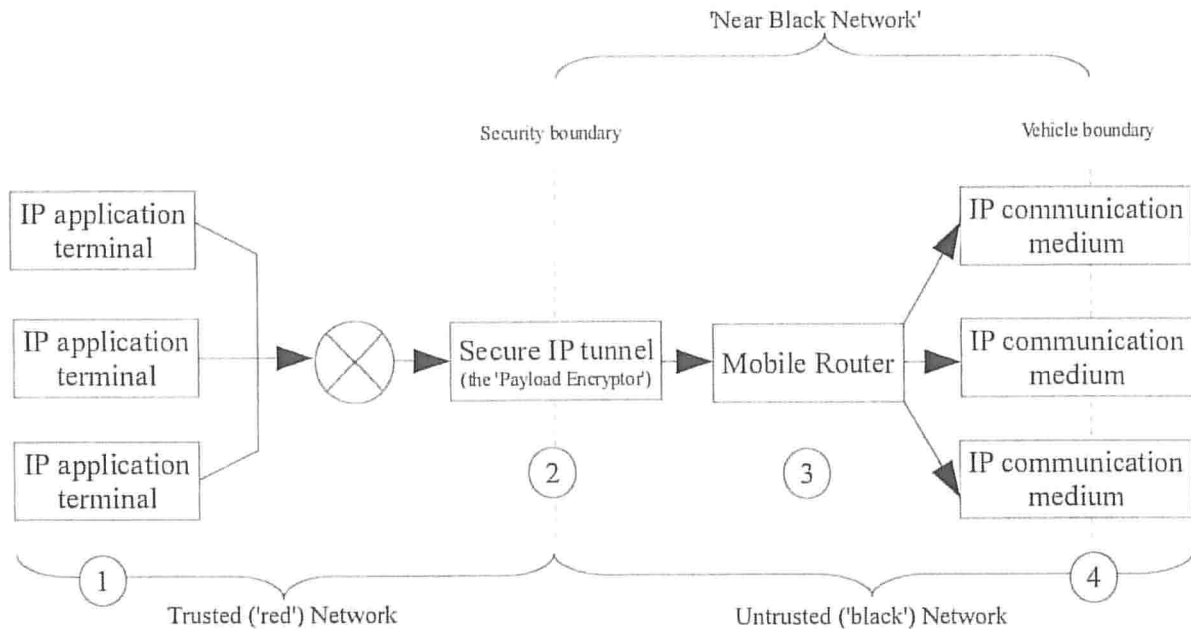 'Near Black Network'
Security boundary
Vehicle boundary
IP application
terminal
IP communication
medium
IP application
terminal
Secure IP tunnel
(the 'Payload Encryptor')
Mobile Router
IP communication
medium
IP application
terminal
IP communication
medium
2
3
1
4
Trusted ('red') Network
Untrusted ('black') Network